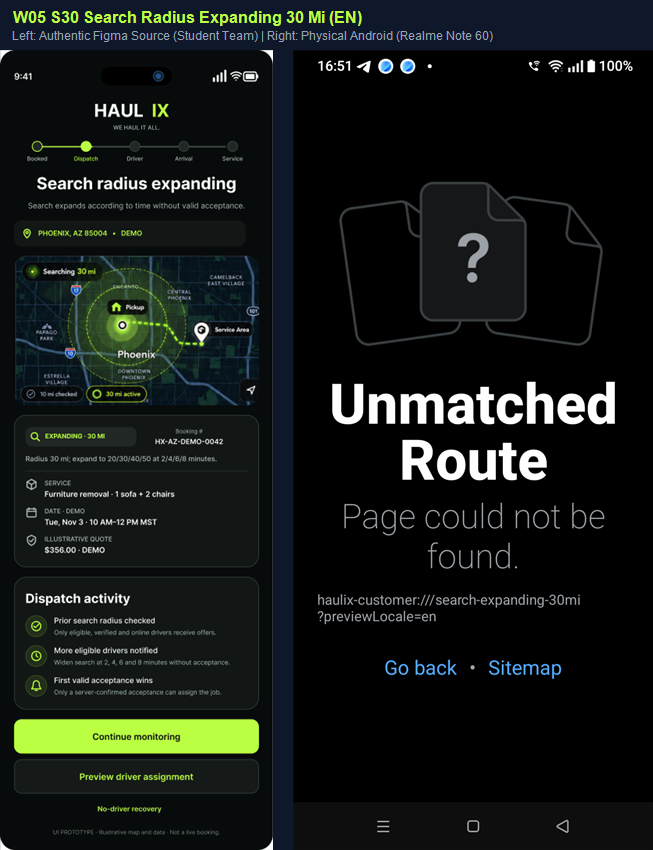 W05 S30 Search Radius Expanding 30 Mi (EN)
Left: Authentic Figma Source (Student Team) | Right: Physical Android (Realme Note 60)
9:41
HAUL IX
WE HAUL IT ALL.
Booked Dispatch Driver Arrival Service
Search radius expanding
Search expands according to time without valid acceptance.
PHOENIX, AZ 85004 • DEMO
Searching 30 mi
CAMELBACK
EAST VILLAGE
17
ENCANTO
CENTRAL
PHOENIX
Pickup
101
PAPAGO
PARK
Service Area
10
Phoenix
ESTRELLA
VILLAGE
DOWNTOWN
PHOENIX
10 mi checked
30 mi active
EXPANDING · 30 MI
Booking #
HX-AZ-DEMO-0042
Radius 30 mi; expand to 20/30/40/50 at 2/4/6/8 minutes.
SERVICE
Furniture removal · 1 sofa + 2 chairs
DATE · DEMO
Tue, Nov 3 · 10 AM–12 PM MST
ILLUSTRATIVE QUOTE
$356.00 · DEMO
Dispatch activity
Prior search radius checked
Only eligible, verified and online drivers receive offers.
More eligible drivers notified
Widen search at 2, 4, 6 and 8 minutes without acceptance.
First valid acceptance wins
Only a server-confirmed acceptance can assign the job.
Continue monitoring
Preview driver assignment
No-driver recovery
UI PROTOTYPE · Illustrative map and data · Not a live booking.
16:51
100%
?
Unmatched
Route
Page could not be
found.
haulix-customer:///search-expanding-30mi
?previewLocale=en
Go back • Sitemap